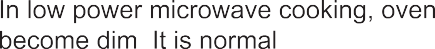 In low power microwave cooking, oven
become dim  It is normal